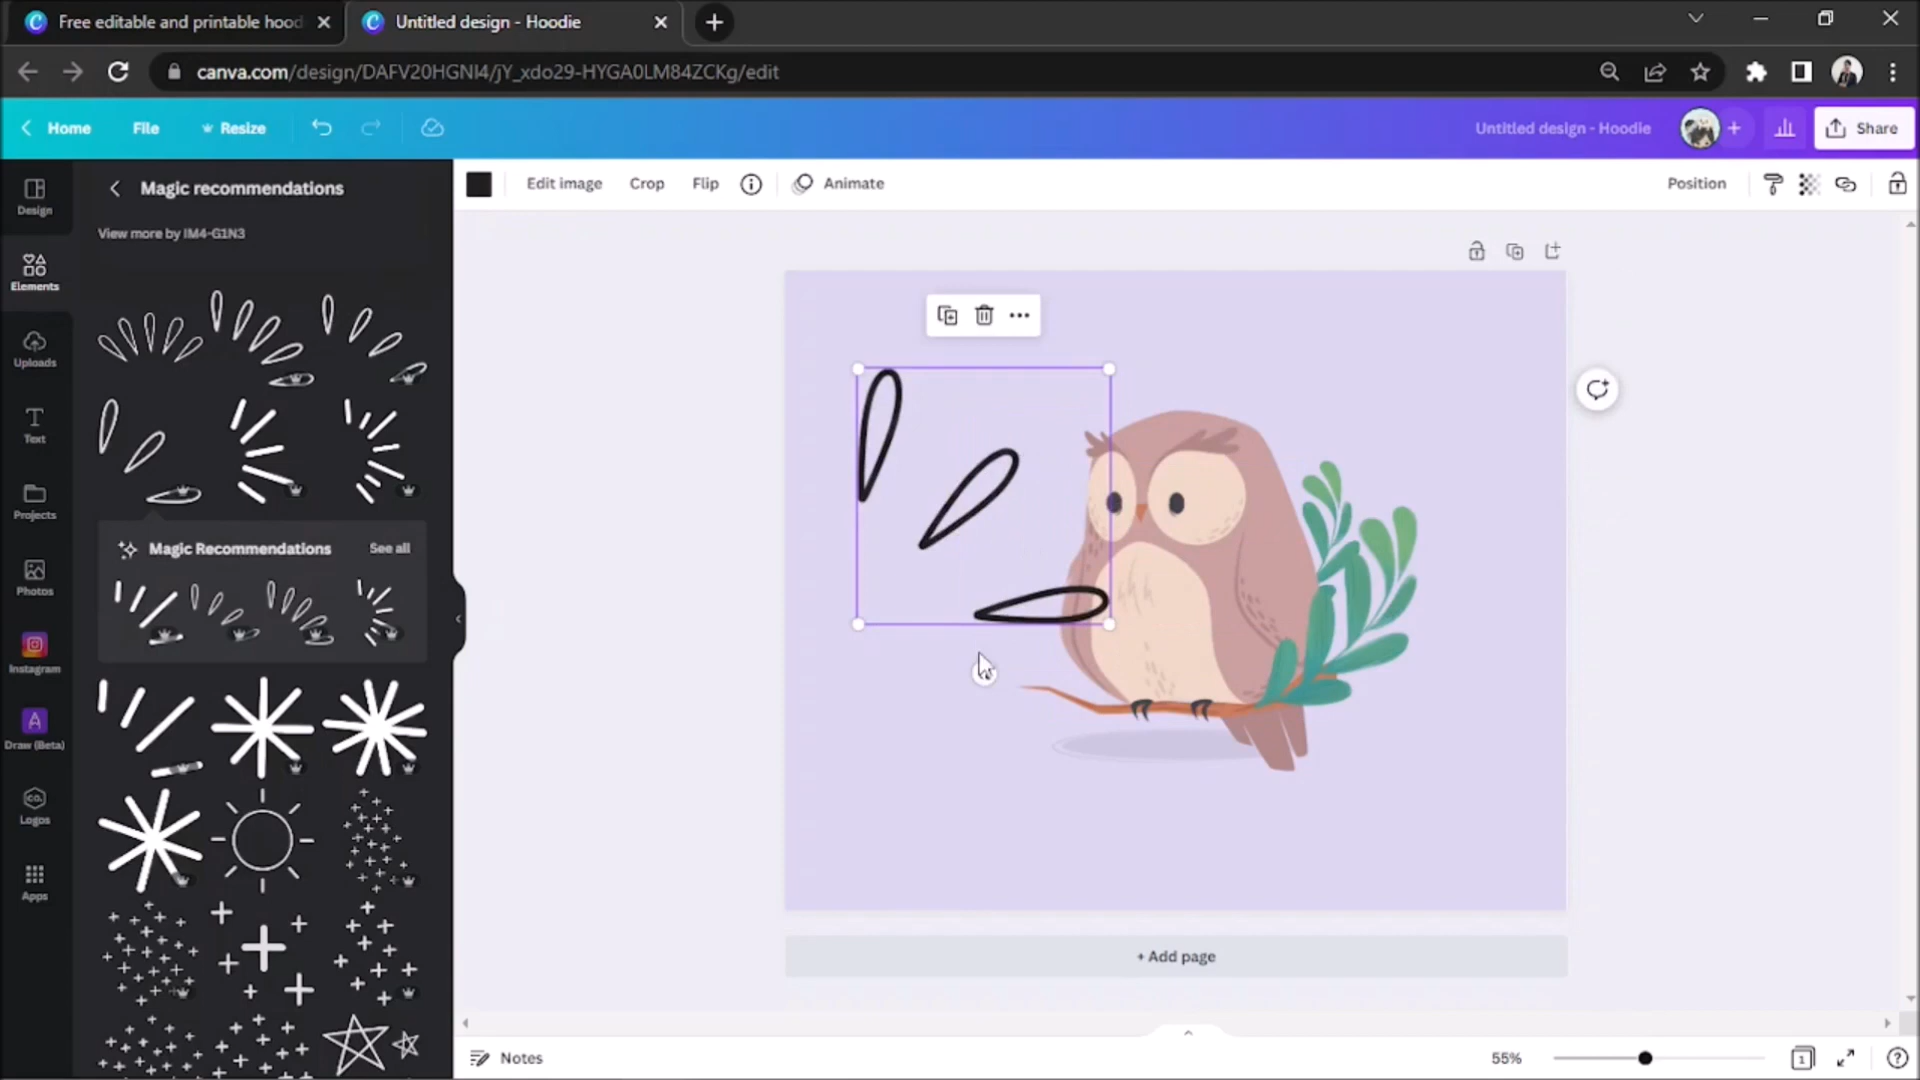 Free editable and printable hood
Untitled design - Hoodie
canva.com/design/DAFV20HGNI4/jY_xdo29-HYGA0LM84ZCKg/edit
Home
File
Resize
Untitled design - Hoodie
Share
Design
Elements
Uploads
Text
Projects
Photos
Instagram
Draw (Beta)
Logos
Apps
CO.
Magic recommendations
View more by IM4-G1N3
Magic Recommendations
See all
Edit image
Crop
Flip
Animate
Position
+ Add page
Notes
55%
1